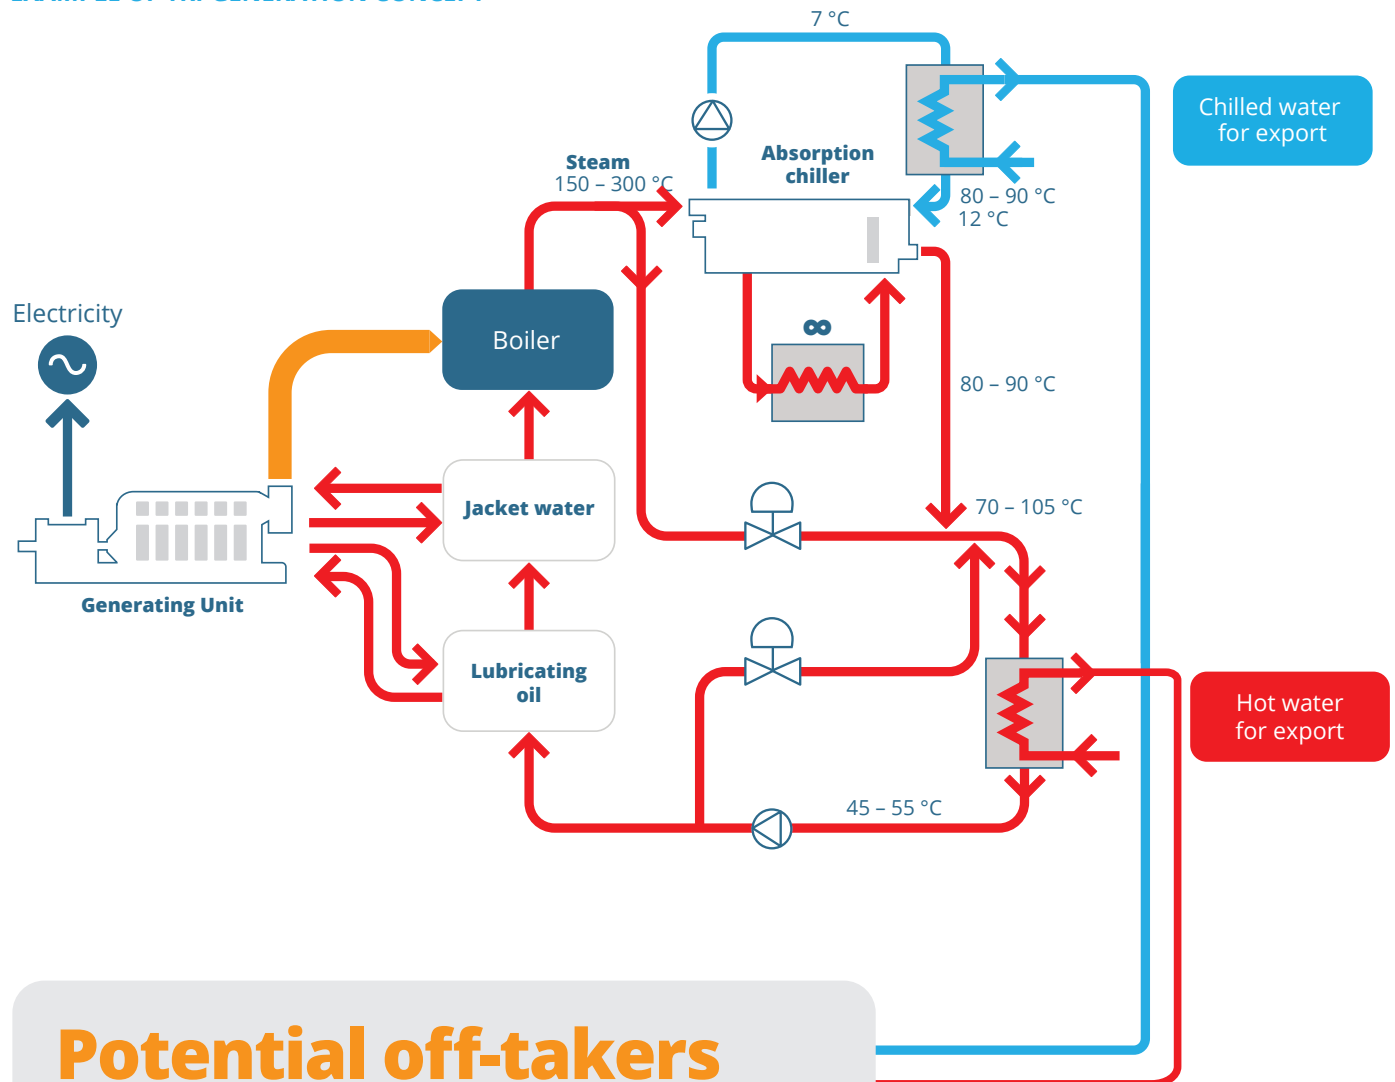 7 °C
Chilled water
for export
Absorption
chiller
Steam
150 – 300 °C
80 – 90 °C
12 °C
Electricity
Boiler
∞
80 – 90 °C
Jacket water
70 – 105 °C
Generating Unit
Lubricating
oil
Hot water
for export
45 – 55 °C
Potential off-takers